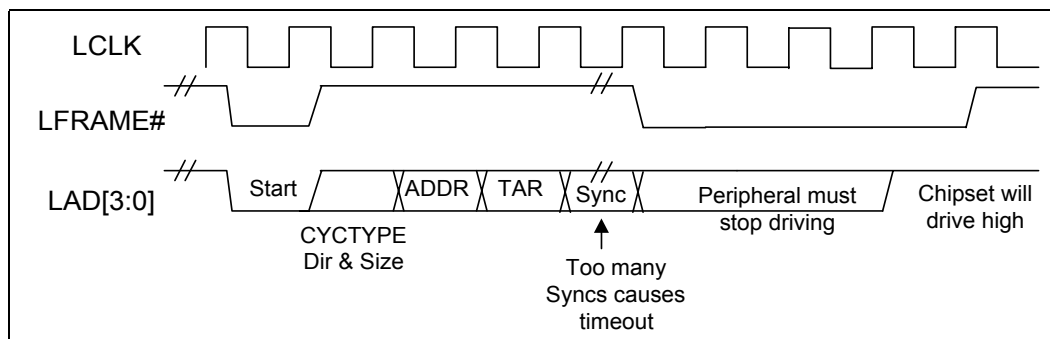 LCLK
LFRAME#
LAD[3:0]
Start
ADDR
TAR
Sync
Peripheral must
stop driving
Chipset will
drive high
CYCTYPE
Dir & Size
Too many
Syncs causes
timeout